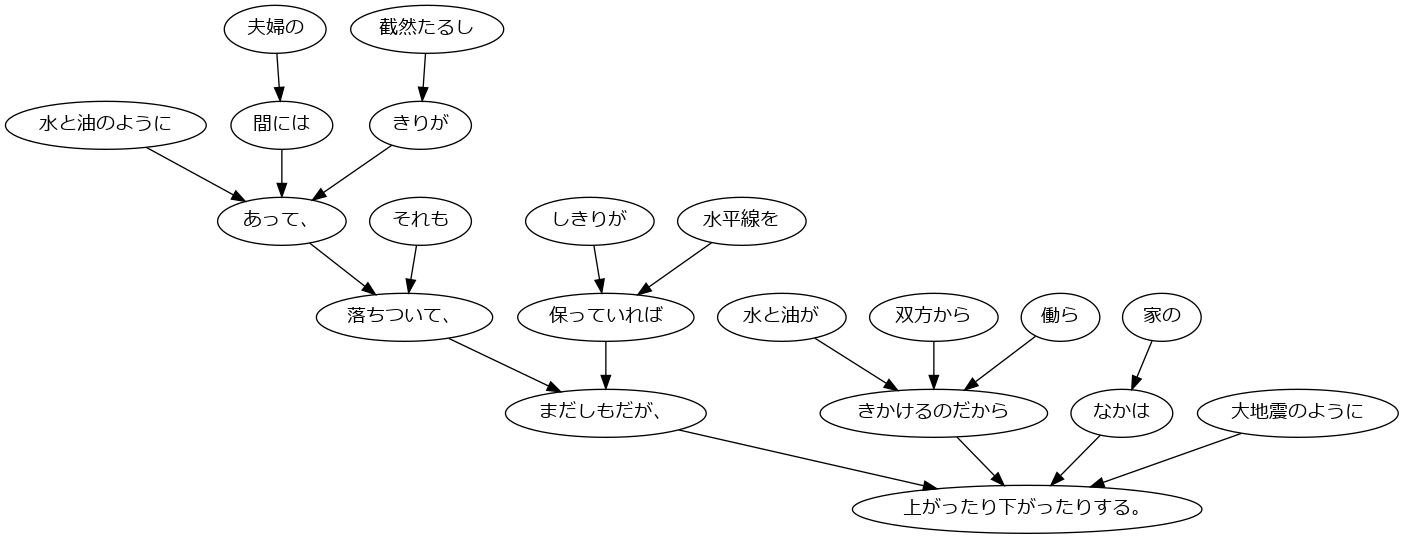 夫婦の
截然たるし
水と油のように
間には
きりが
あって、
それも
しきりが
水平線を
落ちついて、
保っていれば
水と油が
双方から
働ら
家の
まだしもだが、
きかけるのだから
なかは
大地震のように
上がったり下がったりする。